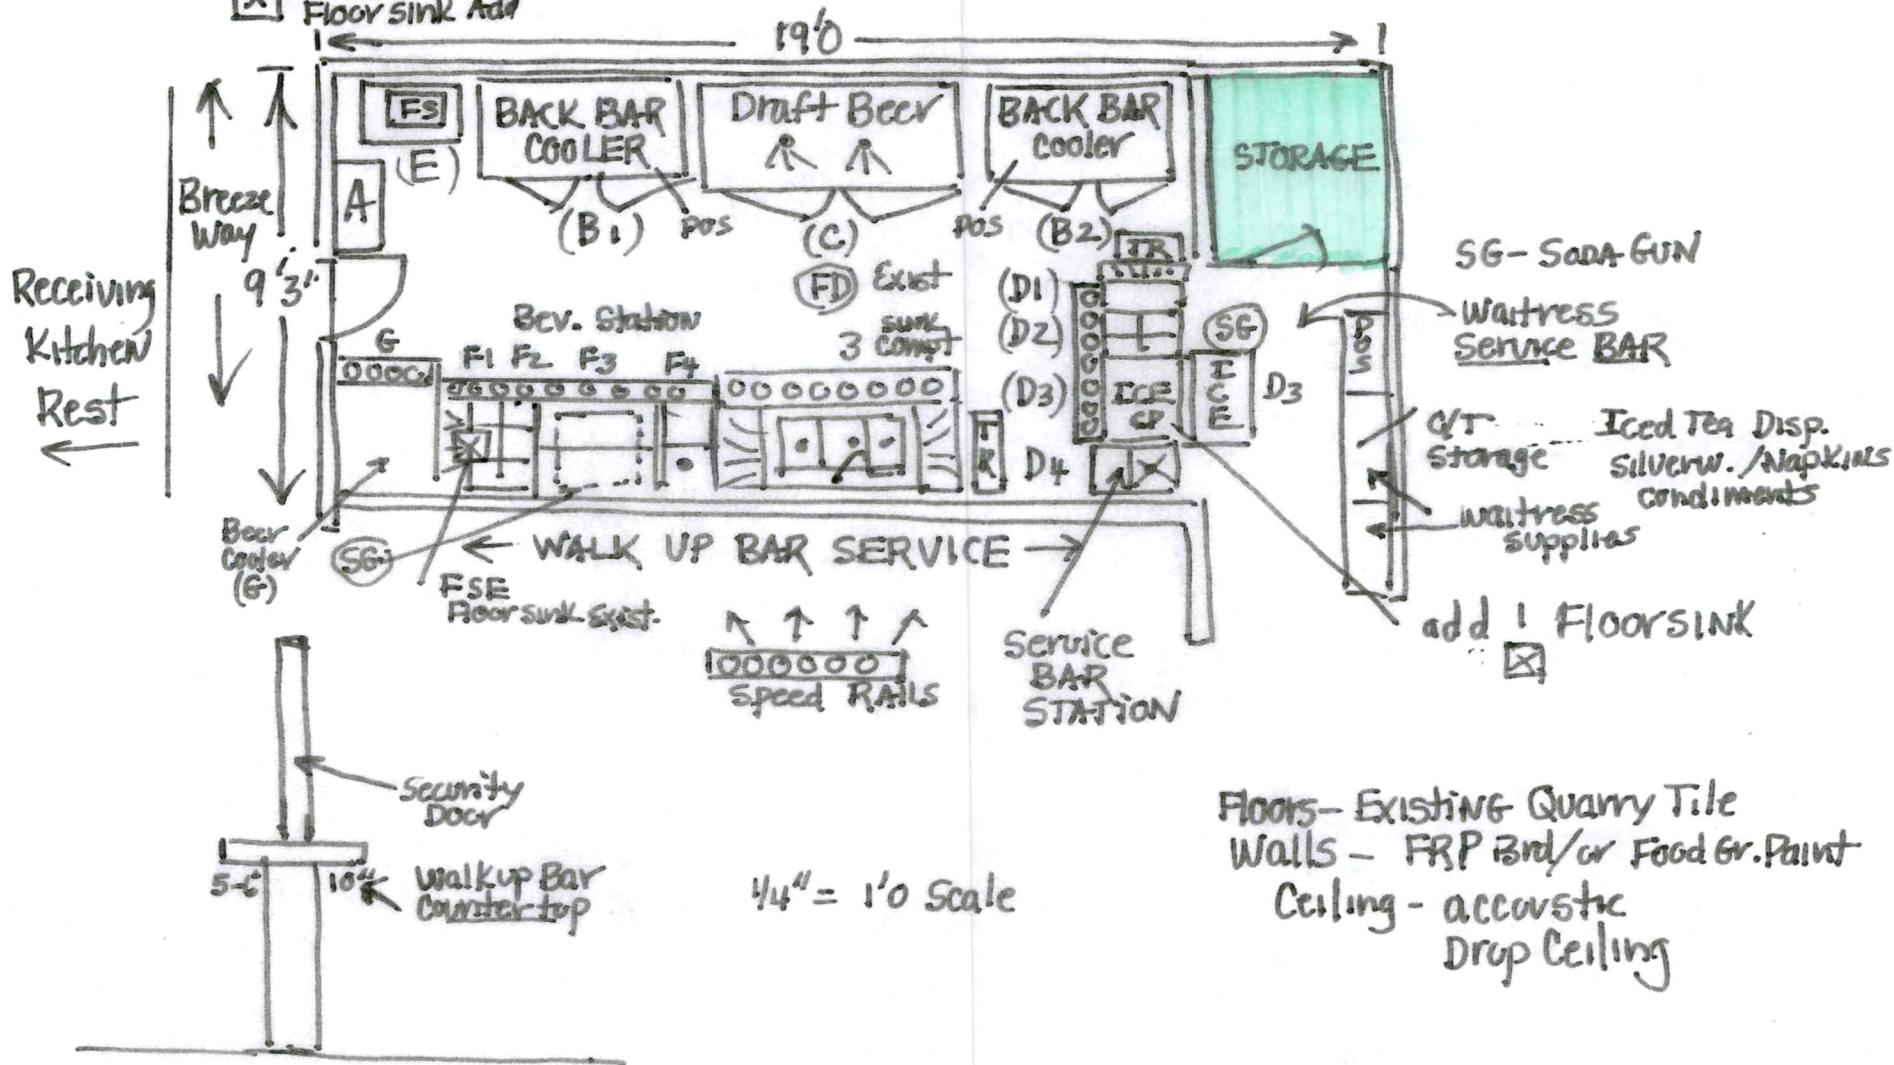 Floor sink Add
19'0
FS
(E)
BACK BAR
COOLER
POS
(B1)
Draft Beer
(C)
BACK BAR
Cooler
POS
(B2)
STORAGE
A
Breeze
Way
9'3"
Receiving
Kitchen
Rest
FD Exist
TR
(D1)
(D2)
(D3)
D4
ICE
SG
ICE
D3
POS
SG - SODA GUN
Waitress
Service BAR
C/T
Storage
Iced Tea Disp.
Silverw./Napkins
condiments
waitress
supplies
add 1 FLOORSINK
G
Bev. Station
F1 F2 F3 F4
3 sink
compt
TR
Beer
Cooler
(G)
SG
← WALK UP BAR SERVICE →
FSE
Floorsink Exist.
Speed RAILS
Service
BAR
STATION
Security
Door
Walkup Bar
Countertop
10"
1/4" = 1'0 Scale
Floors - Existing Quarry Tile
Walls - FRP Brd/or Food Gr. Paint
Ceiling - accoustic
Drop Ceiling